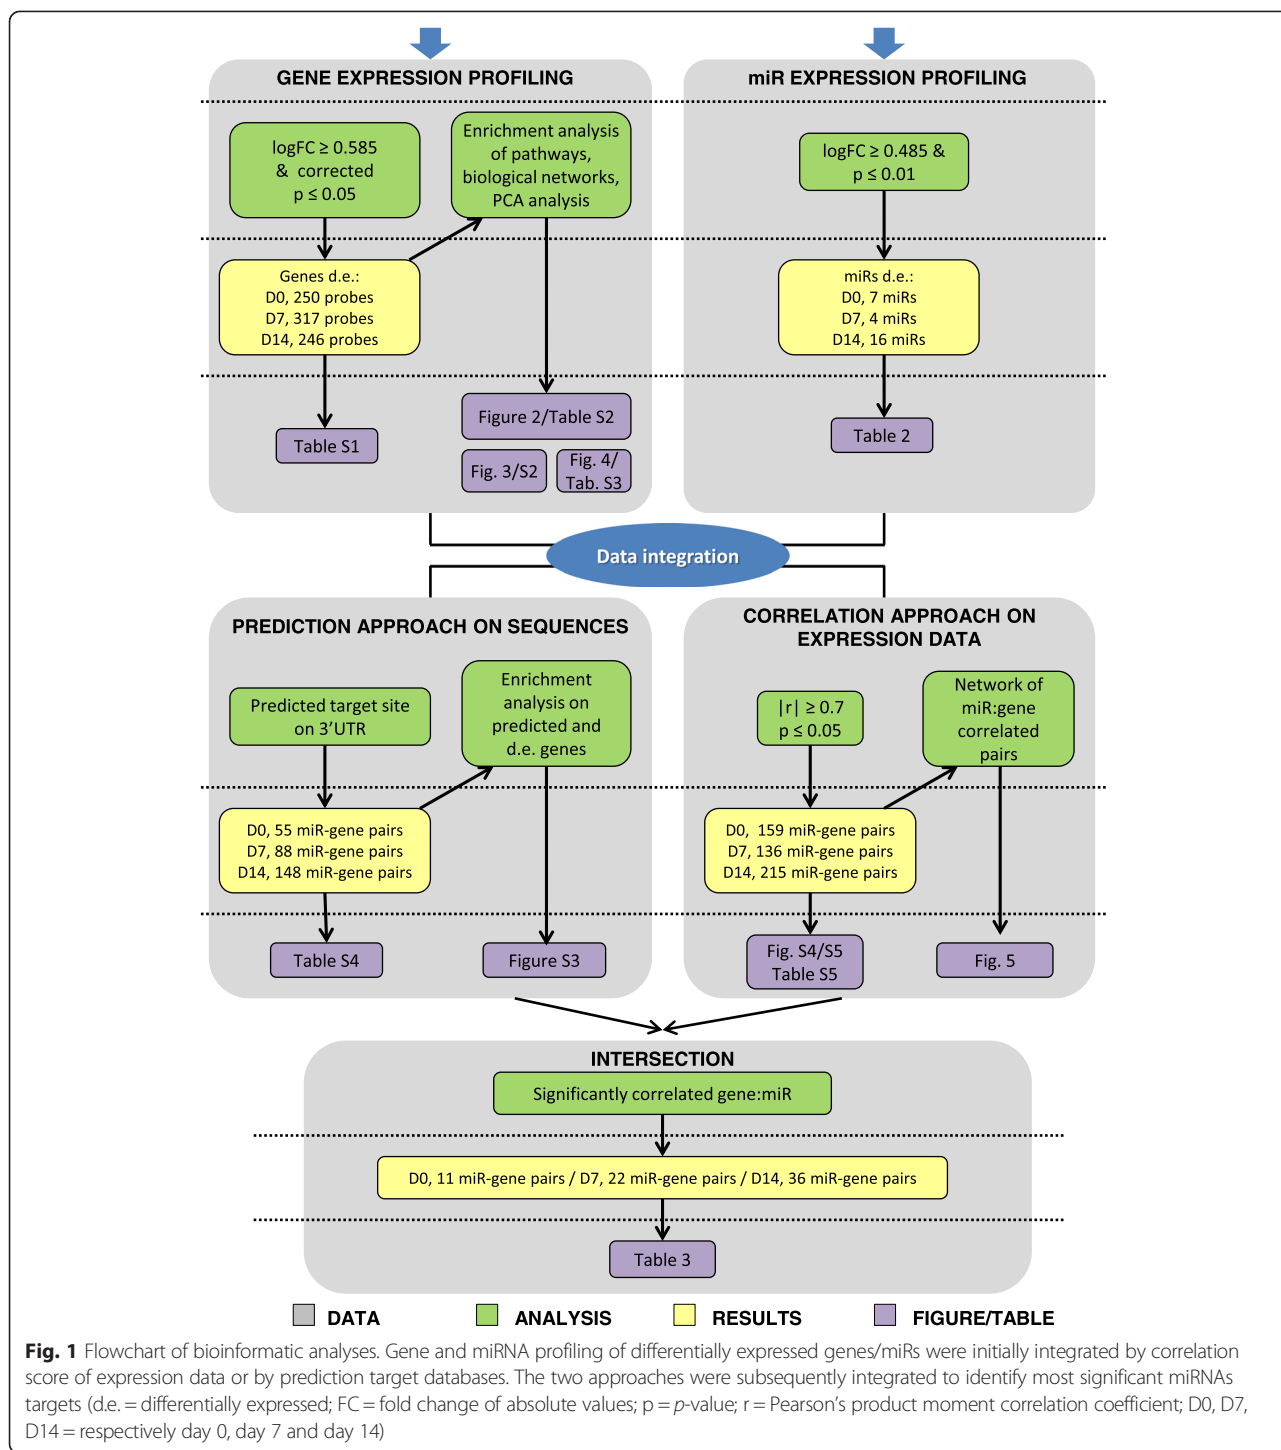 GENE EXPRESSION PROFILING
logFC ≥ 0.585
& corrected
p ≤ 0.05
Enrichment analysis
of pathways,
biological networks,
PCA analysis
Genes d.e.:
D0, 250 probes
D7, 317 probes
D14, 246 probes
Table S1
Figure 2/Table S2
Fig. 3/S2
Fig. 4/
Tab. S3
miR EXPRESSION PROFILING
logFC ≥ 0.485 &
p ≤ 0.01
miRs d.e.:
D0, 7 miRs
D7, 4 miRs
D14, 16 miRs
Table 2
Data integration
PREDICTION APPROACH ON SEQUENCES
Predicted target site
on 3’UTR
Enrichment
analysis on
predicted and
d.e. genes
D0, 55 miR-gene pairs
D7, 88 miR-gene pairs
D14, 148 miR-gene pairs
Table S4
Figure S3
CORRELATION APPROACH ON
EXPRESSION DATA
|r| ≥ 0.7
p ≤ 0.05
Network of
miR:gene
correlated
pairs
D0, 159 miR-gene pairs
D7, 136 miR-gene pairs
D14, 215 miR-gene pairs
Fig. S4/S5
Table S5
Fig. 5
INTERSECTION
Significantly correlated gene:miR
D0, 11 miR-gene pairs / D7, 22 miR-gene pairs / D14, 36 miR-gene pairs
Table 3
DATA
ANALYSIS
RESULTS
FIGURE/TABLE
Fig. 1 Flowchart of bioinformatic analyses. Gene and miRNA profiling of differentially expressed genes/miRs were initially integrated by correlation
score of expression data or by prediction target databases. The two approaches were subsequently integrated to identify most significant miRNAs
targets (d.e. = differentially expressed; FC = fold change of absolute values; p = p-value; r = Pearson’s product moment correlation coefficient; D0, D7,
D14 = respectively day 0, day 7 and day 14)